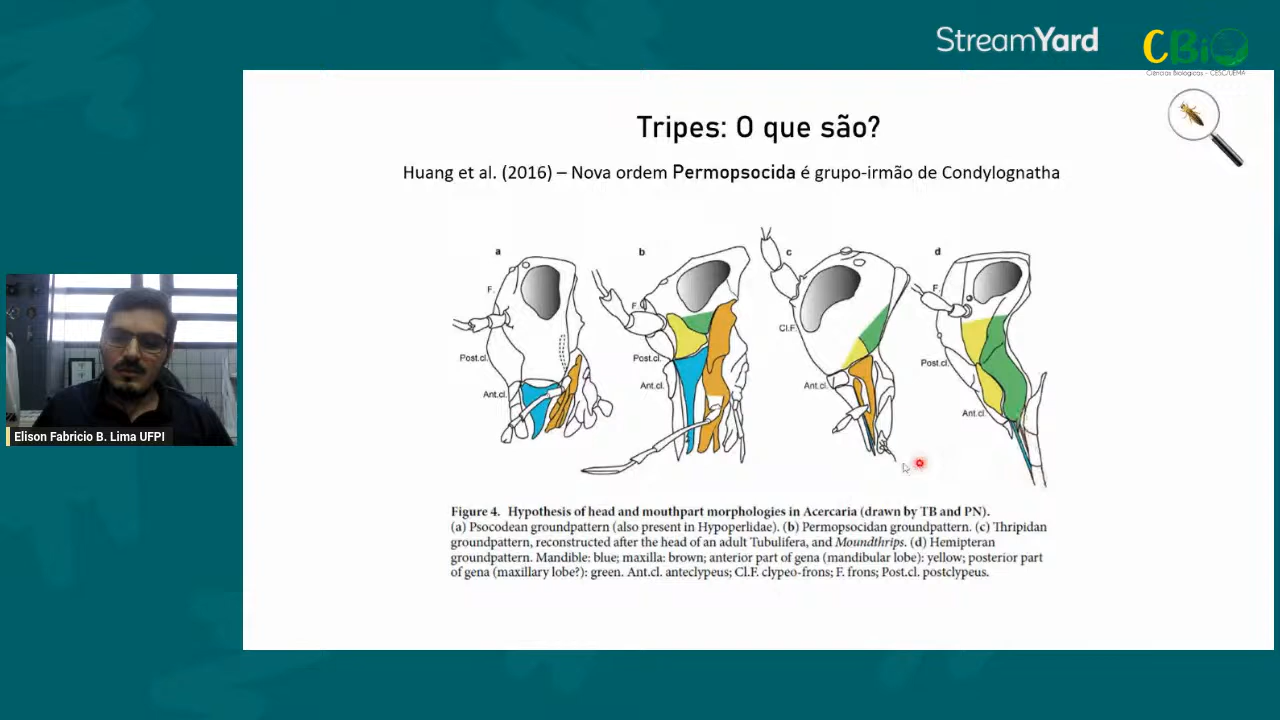 StreamYard
CBiO
Ciências Biológicas - CESC/UEMA
Tripes: O que são?
Huang et al. (2016) – Nova ordem Permopsocida é grupo-irmão de Condylognatha
a
b
c
d
F.
F.
F.
Cl.F.
Post.cl.
Post.cl.
Post.cl.
Ant.cl.
Ant.cl.
Ant.cl.
Ant.cl.
Elison Fabricio B. Lima UFPI
Figure 4. Hypothesis of head and mouthpart morphologies in Acercaria (drawn by TB and PN).
(a) Psocodean groundpattern (also present in Hypoperlidae). (b) Permopsocidan groundpattern. (c) Thripidan
groundpattern, reconstructed after the head of an adult Tubulifera, and Moundthrips. (d) Hemipteran
groundpattern. Mandible: blue; maxilla: brown; anterior part of gena (mandibular lobe): yellow; posterior part
of gena (maxillary lobe?): green. Ant.cl. anteclypeus; Cl.F. clypeo-frons; F. frons; Post.cl. postclypeus.